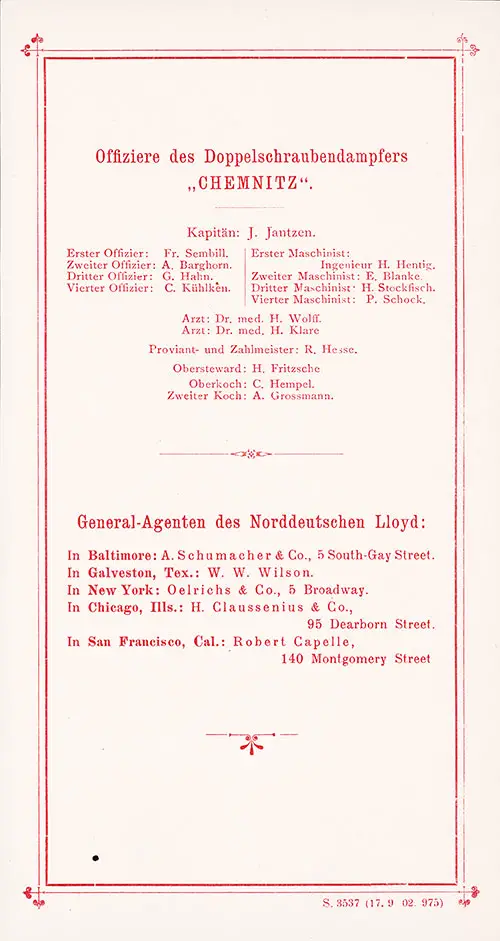 Offiziere des Doppelschraubendampfers
„CHEMNITZ“.
Kapitän: J. Jantzen.
Erster Offizier: Fr. Sembill.
Zweiter Offizier: A. Barghorn.
Dritter Offizier: G. Hahn.
Vierter Offizier: C. Kühlken.
Erster Maschinist:
Ingenieur H. Hentig.
Zweiter Maschinist: E. Blanke.
Dritter Maschinist: H. Stockfisch.
Vierter Maschinist: P. Schock.
Arzt: Dr. med. H. Wolff.
Arzt: Dr. med. H. Klare
Proviant- und Zahlmeister: R. Hesse.
Obersteward: H. Fritzsche
Oberkoch: C. Hempel.
Zweiter Koch: A. Grossmann.
General-Agenten des Norddeutschen Lloyd:
In Baltimore: A. Schumacher & Co., 5 South-Gay Street.
In Galveston, Tex.: W. W. Wilson.
In New York: Oelrichs & Co., 5 Broadway.
In Chicago, Ills.: H. Claussenius & Co.,
95 Dearborn Street.
In San Francisco, Cal.: Robert Capelle,
140 Montgomery Street
S. 3537 (17. 9 02. 975)